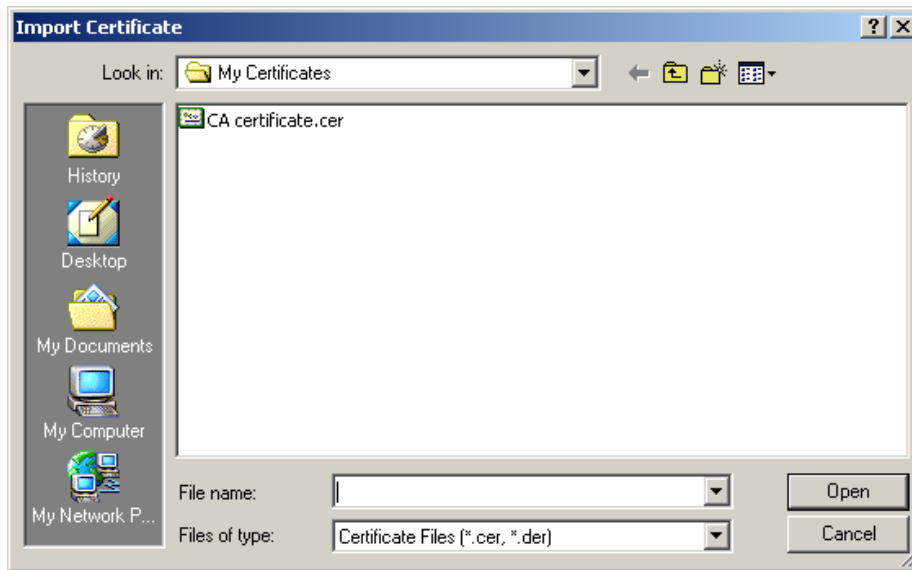 Import Certificate
Look in: My Certificates
CA certificate.cer
History
Desktop
My Documents
My Computer
My Network P...
File name:
Open
Files of type: Certificate Files (*.cer, *.der)
Cancel